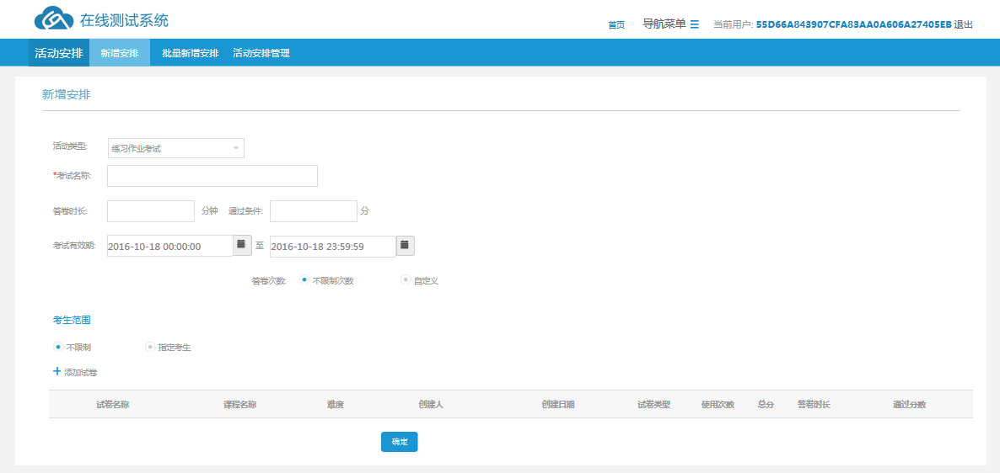 在线测试系统
首页 导航菜单 当前用户: 55D66A843907CFA83AA0A606A27405EB 退出
活动安排 新增安排 批量新增安排 活动安排管理
新增安排
活动类型: 练习作业考试
*考试名称:
答卷时长: 分钟 通过条件: 分
考试有效期: 2016-10-18 00:00:00 至 2016-10-18 23:59:59
答卷次数: 不限制次数 自定义
考生范围
不限制 指定考生
添加试卷
试卷名称 课程名称 难度 创建人 创建日期 试卷类型 使用次数 总分 答卷时长 通过分数
确定